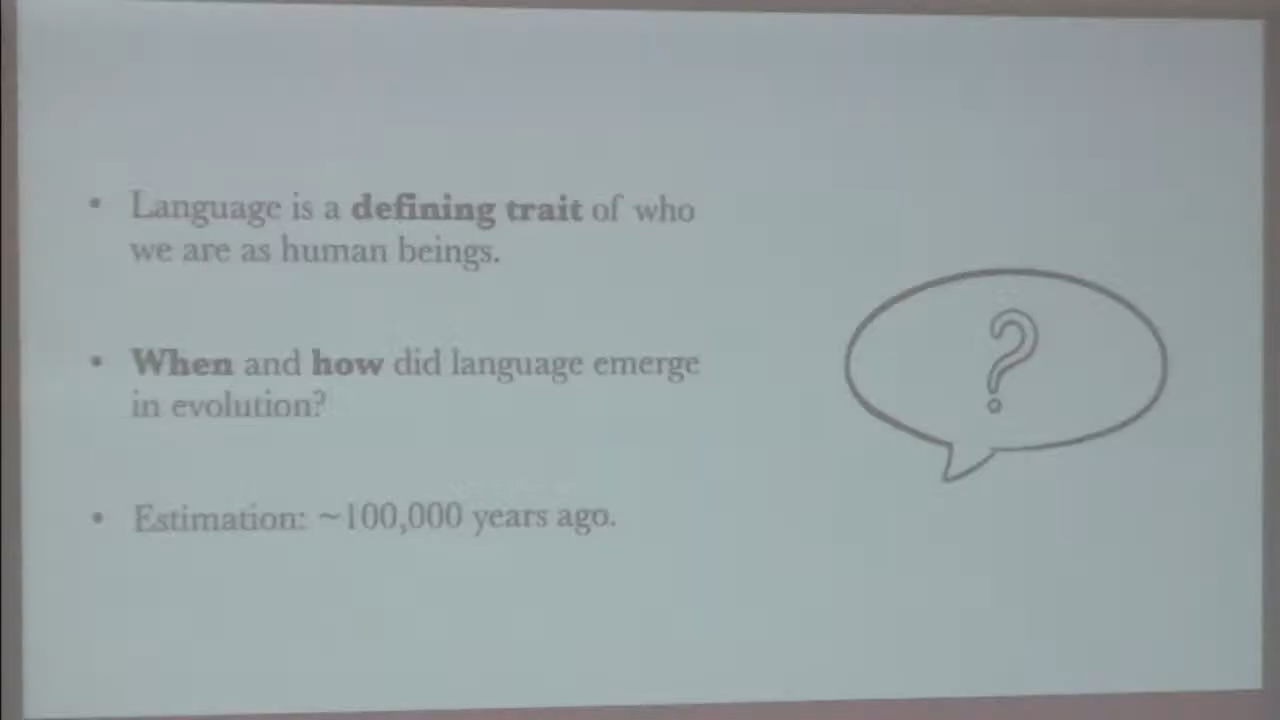 • Language is a defining trait of who
we are as human beings.
• When and how did language emerge
in evolution?
• Estimation: ~100,000 years ago.
?